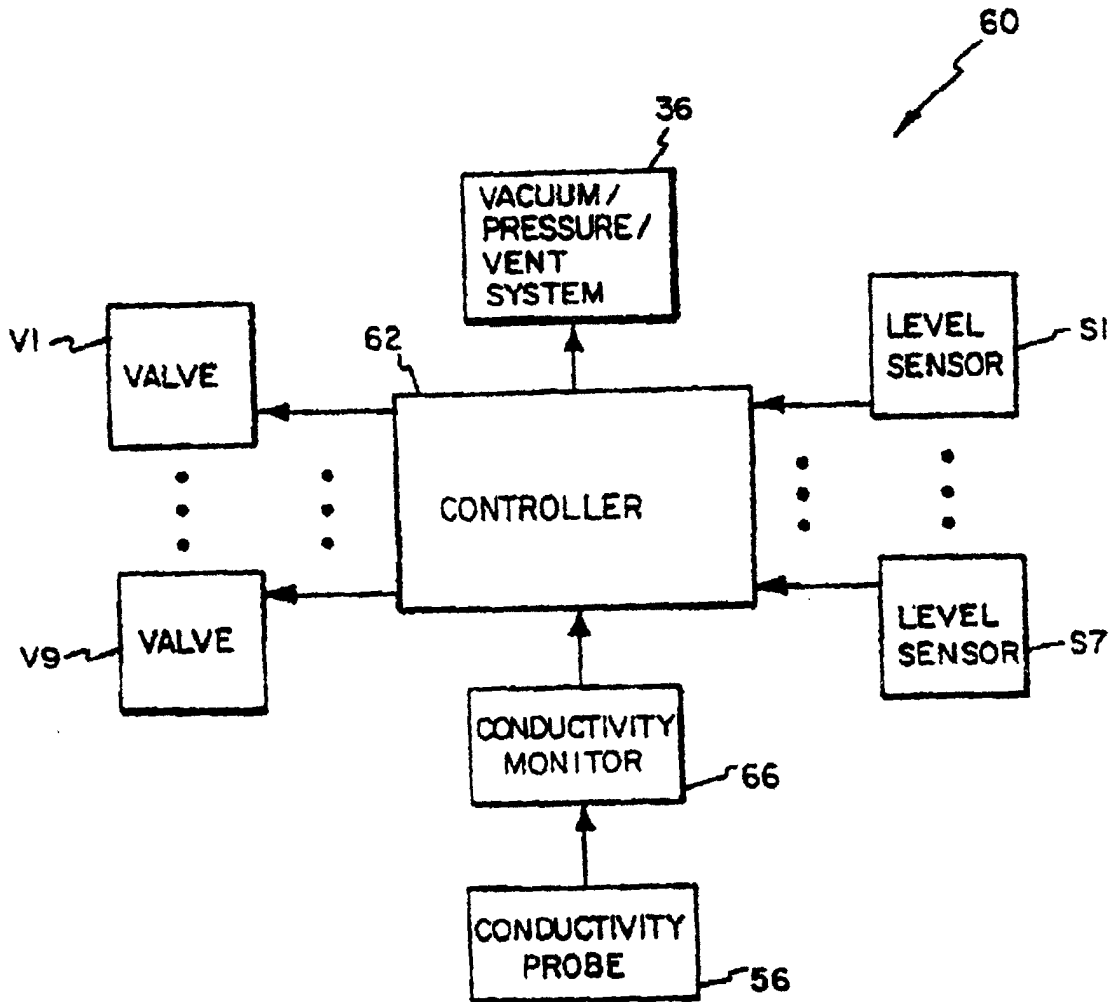 60
36
VACUUM/
PRESSURE/
VENT
SYSTEM
V1
VALVE
62
LEVEL
SENSOR
S1
CONTROLLER
V9
VALVE
LEVEL
SENSOR
S7
CONDUCTIVITY
MONITOR
66
CONDUCTIVITY
PROBE
56